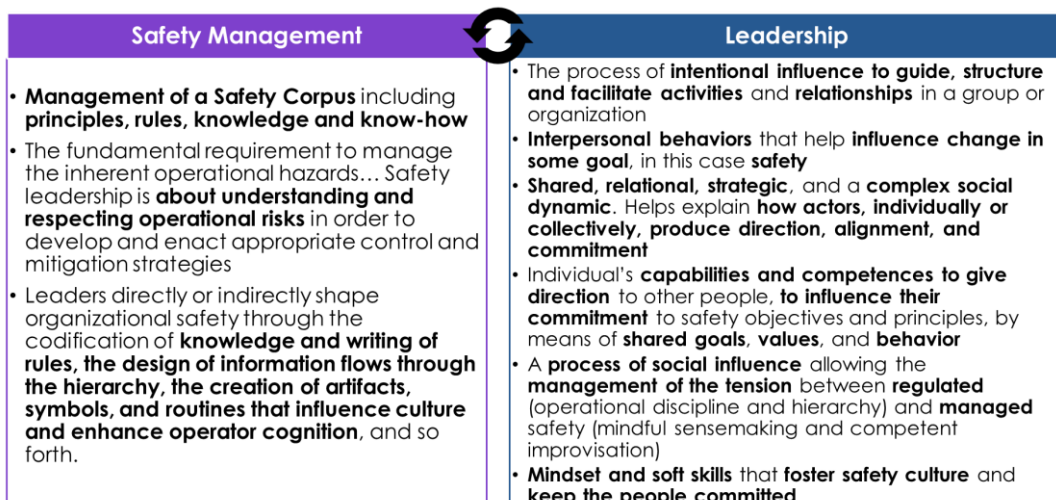 Safety Management
• Management of a Safety Corpus including
principles, rules, knowledge and know-how
• The fundamental requirement to manage
the inherent operational hazards… Safety
leadership is about understanding and
respecting operational risks in order to
develop and enact appropriate control and
mitigation strategies
• Leaders directly or indirectly shape
organizational safety through the
codification of knowledge and writing of
rules, the design of information flows through
the hierarchy, the creation of artifacts,
symbols, and routines that influence culture
and enhance operator cognition, and so
forth.
Leadership
• The process of intentional influence to guide, structure
and facilitate activities and relationships in a group or
organization
• Interpersonal behaviors that help influence change in
some goal, in this case safety
• Shared, relational, strategic, and a complex social
dynamic. Helps explain how actors, individually or
collectively, produce direction, alignment, and
commitment
• Individual’s capabilities and competences to give
direction to other people, to influence their
commitment to safety objectives and principles, by
means of shared goals, values, and behavior
• A process of social influence allowing the
management of the tension between regulated
(operational discipline and hierarchy) and managed
safety (mindful sensemaking and competent
improvisation)
• Mindset and soft skills that foster safety culture and
keep the people committed